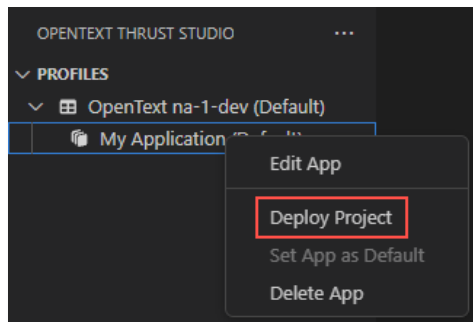 OPENTEXT THRUST STUDIO ...
PROFILES
OpenText na-1-dev (Default)
My Application
Edit App
Deploy Project
Set App as Default
Delete App